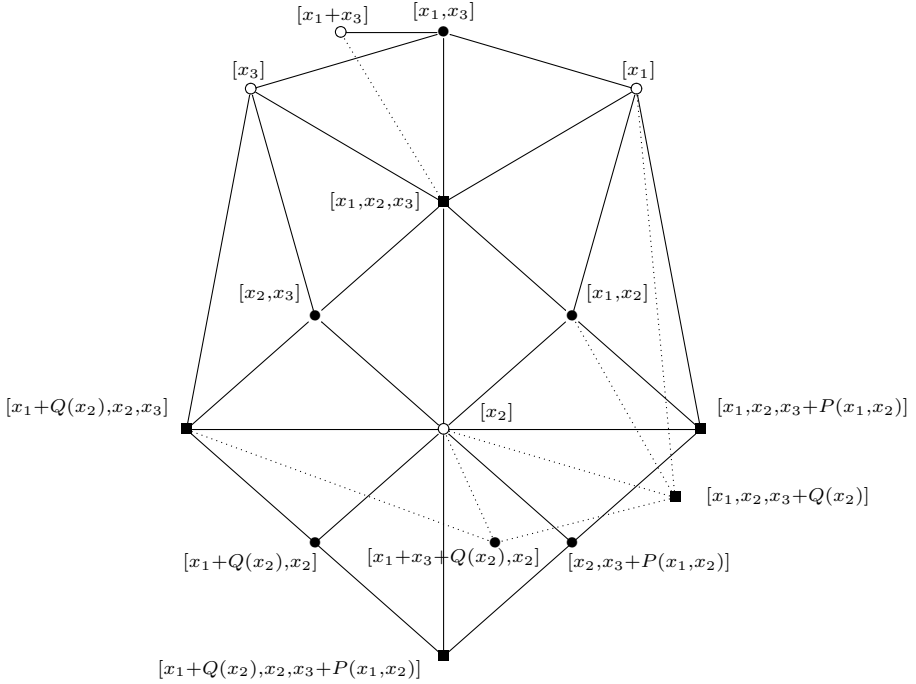 [x₁+x₃]
[x₁,x₃]
[x₃]
[x₁]
[x₁,x₂,x₃]
[x₂,x₃]
[x₁,x₂]
[x₁+Q(x₂),x₂,x₃]
[x₂]
[x₁,x₂,x₃+P(x₁,x₂)]
[x₁,x₂,x₃+Q(x₂)]
[x₁+Q(x₂),x₂]
[x₁+x₃+Q(x₂),x₂]
[x₂,x₃+P(x₁,x₂)]
[x₁+Q(x₂),x₂,x₃+P(x₁,x₂)]